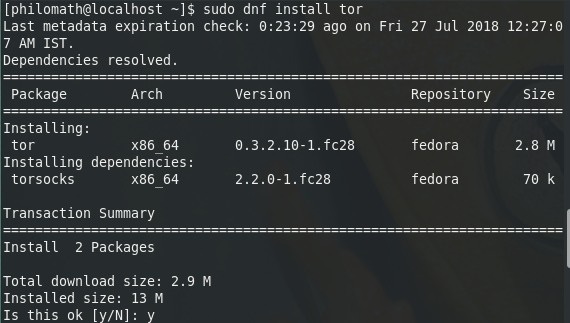 [philomath@localhost ~]$ sudo dnf install tor
Last metadata expiration check: 0:23:29 ago on Fri 27 Jul 2018 12:27:0
7 AM IST.
Dependencies resolved.
======================================================================
Package Arch Version Repository Size
======================================================================
Installing:
tor x86_64 0.3.2.10-1.fc28 fedora 2.8 M
Installing dependencies:
torsocks x86_64 2.2.0-1.fc28 fedora 70 k
Transaction Summary
======================================================================
Install 2 Packages
Total download size: 2.9 M
Installed size: 13 M
Is this ok [y/N]: y